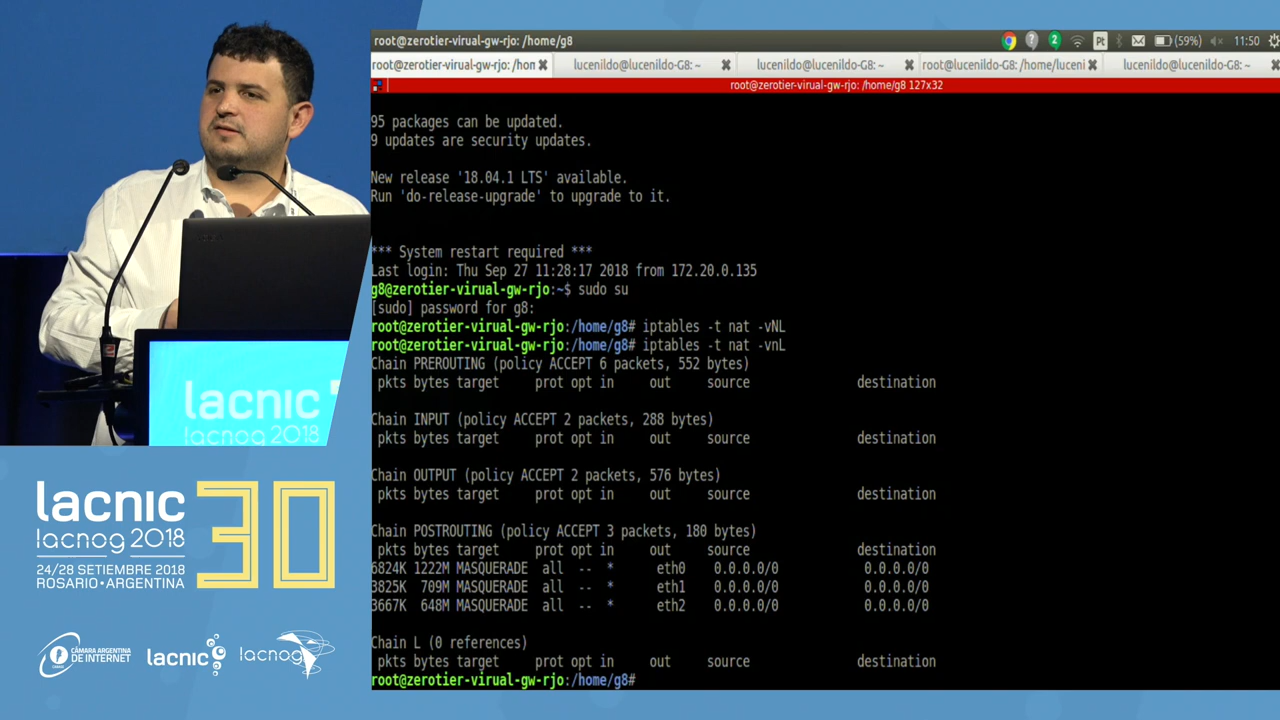 root@zerotier-virual-gw-rjo: /home/g8
Pt
(59%)
11:50
root@zerotier-virual-gw-rjo: /hon
lucenildo@lucenildo-G8: ~
lucenildo@lucenildo-G8: ~
root@lucenildo-G8: /home/luceni
lucenildo@lucenildo-G8: ~
root@zerotier-virual-gw-rjo: /home/g8 127x32
95 packages can be updated.
9 updates are security updates.
New release '18.04.1 LTS' available.
Run 'do-release-upgrade' to upgrade to it.
*** System restart required ***
Last login: Thu Sep 27 11:28:17 2018 from 172.20.0.135
g8@zerotier-virual-gw-rjo:~$ sudo su
[sudo] password for g8:
root@zerotier-virual-gw-rjo:/home/g8# iptables -t nat -vNL
root@zerotier-virual-gw-rjo:/home/g8# iptables -t nat -vnL
Chain PREROUTING (policy ACCEPT 6 packets, 552 bytes)
pkts bytes target prot opt in out source destination
Chain INPUT (policy ACCEPT 2 packets, 288 bytes)
pkts bytes target prot opt in out source destination
Chain OUTPUT (policy ACCEPT 2 packets, 576 bytes)
pkts bytes target prot opt in out source destination
Chain POSTROUTING (policy ACCEPT 3 packets, 180 bytes)
pkts bytes target prot opt in out source destination
6824K 1222M MASQUERADE all -- * eth0 0.0.0.0/0 0.0.0.0/0
3825K 709M MASQUERADE all -- * eth1 0.0.0.0/0 0.0.0.0/0
3667K 648M MASQUERADE all -- * eth2 0.0.0.0/0 0.0.0.0/0
Chain L (0 references)
pkts bytes target prot opt in out source destination
root@zerotier-virual-gw-rjo:/home/g8#
lacnic 3
lacnog 2018
lacnic 30
lacnog 2018
24/28 SETIEMBRE 2018
ROSARIO•ARGENTINA
CÁMARA ARGENTINA
DE INTERNET
lacnic
lacnog